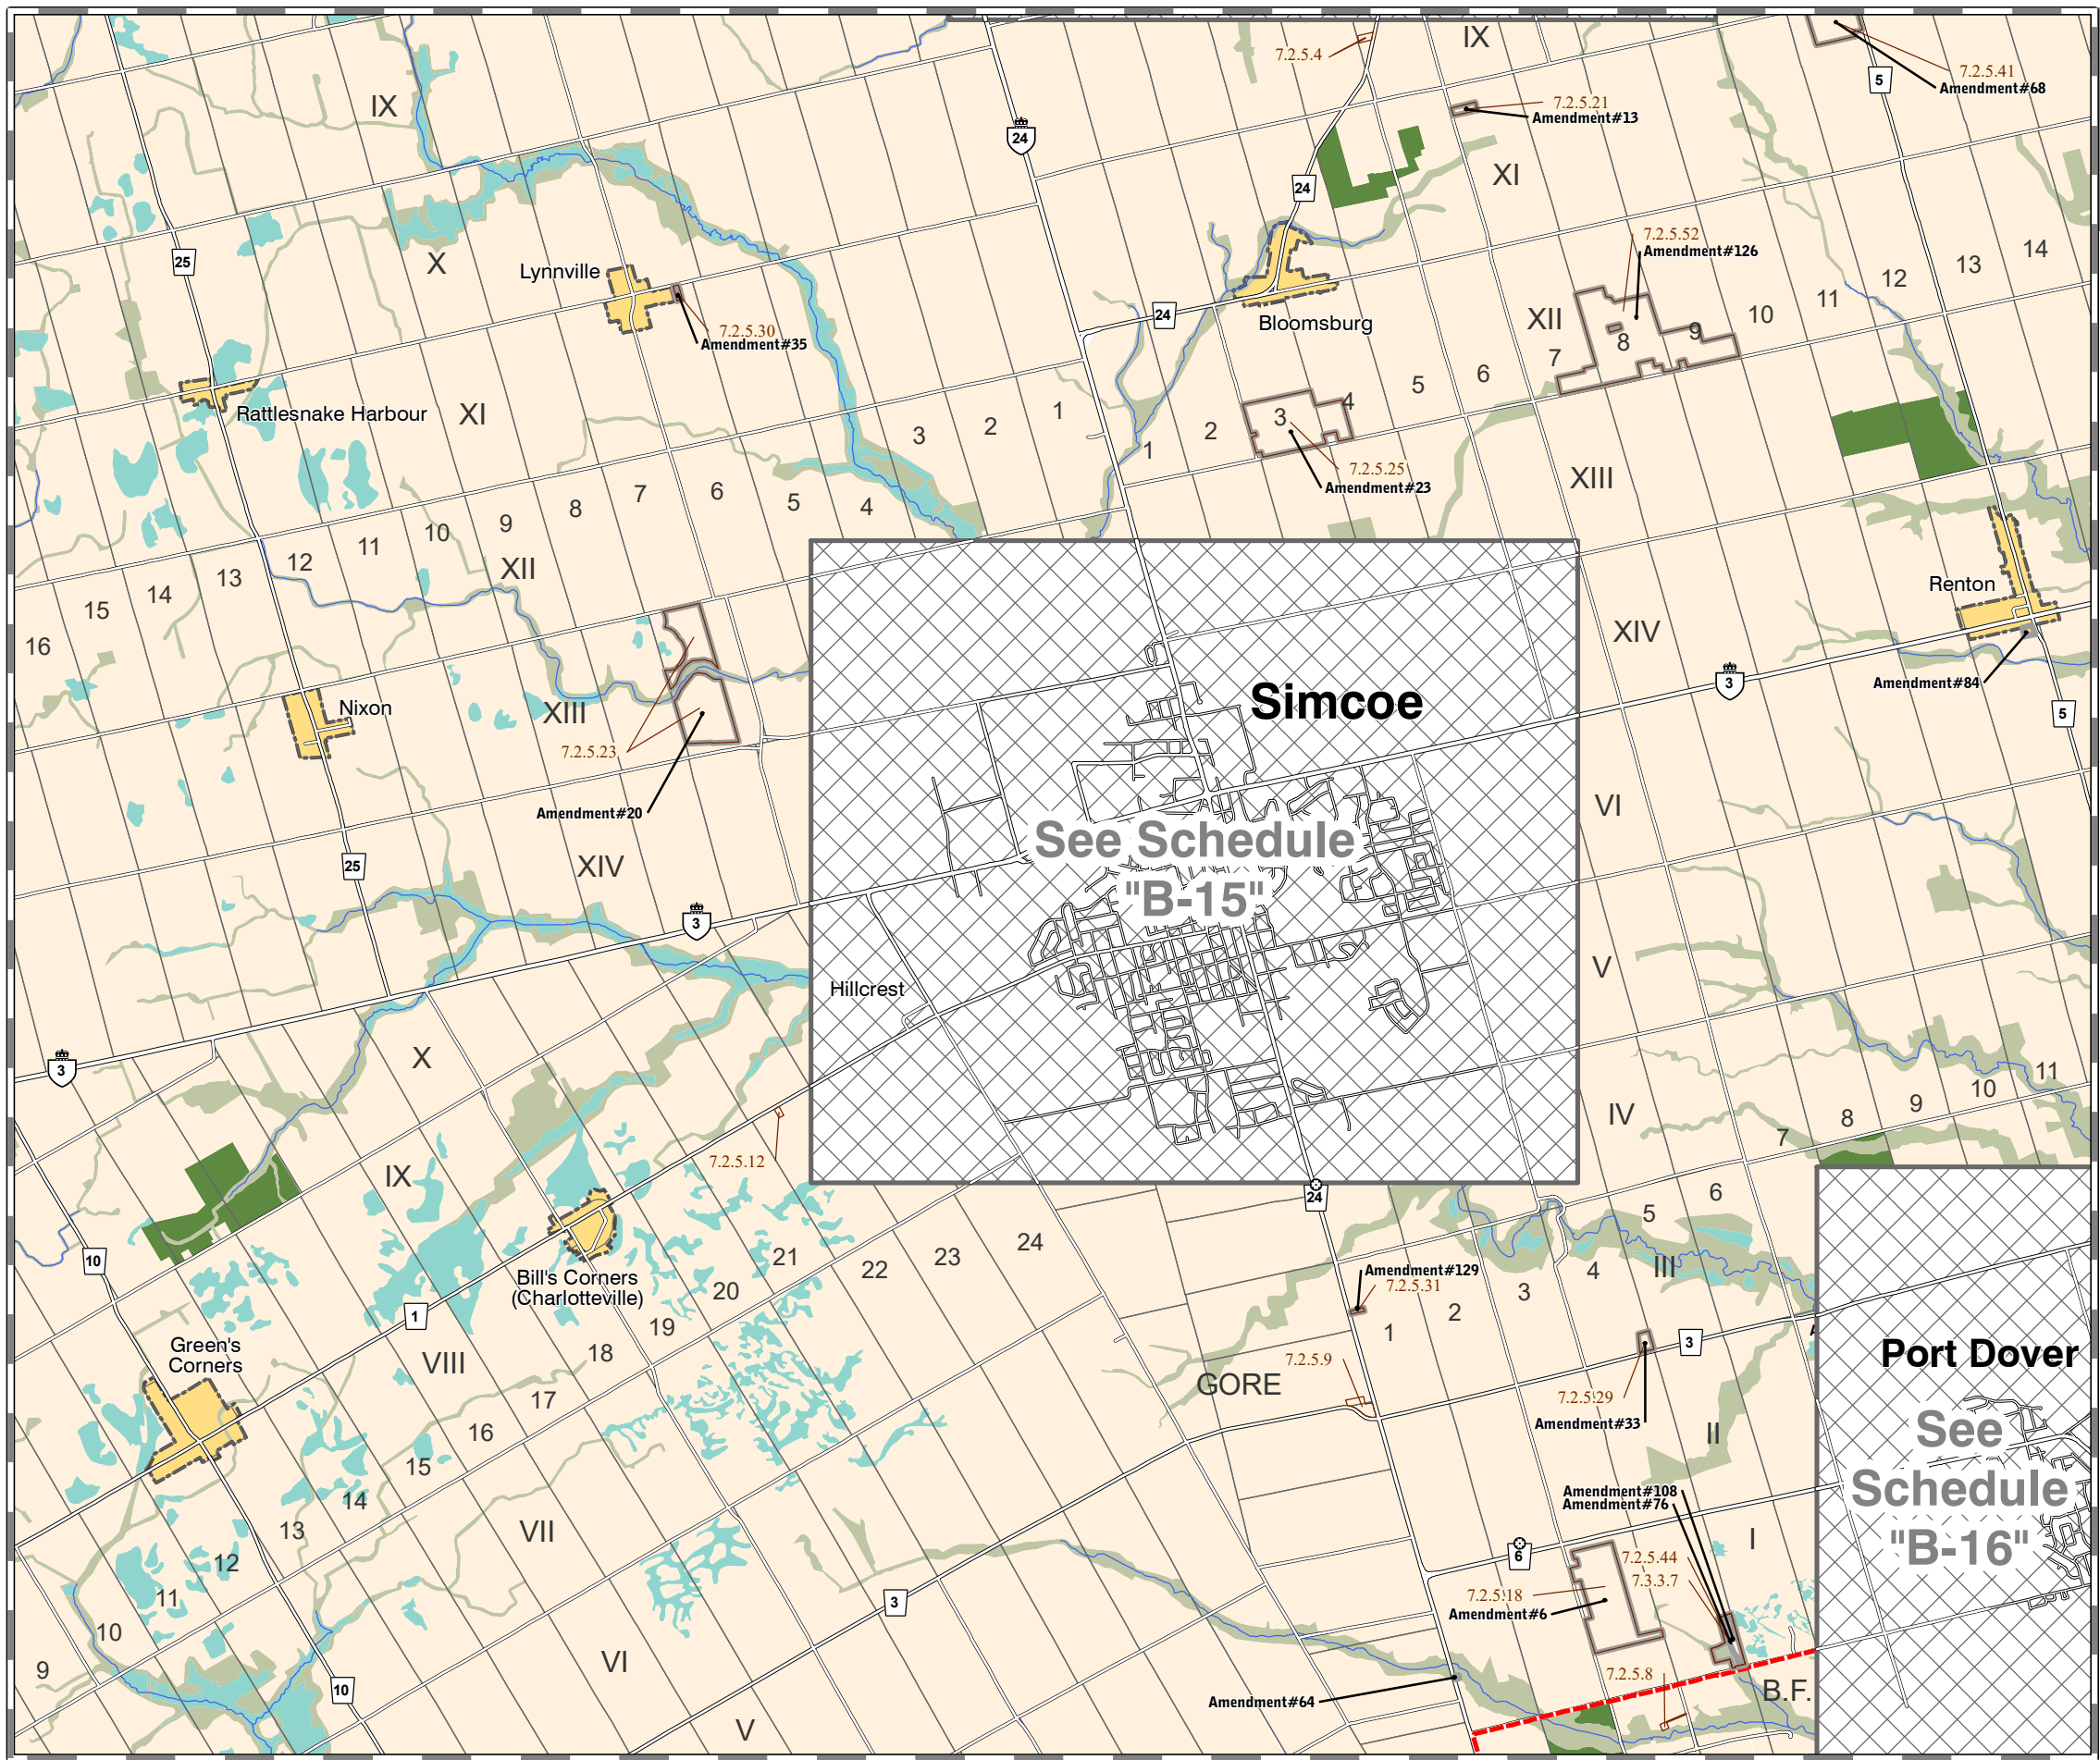 IX
7.2.5.4
IX
5
7.2.5.41
Amendment#68
7.2.5.21
Amendment#13
24
XI
24
25
X
Lynnville
7.2.5.30
Amendment#35
24
Bloomsburg
7.2.5.52
Amendment#126
XII
7
8
9
10
11
12
13
14
Rattlesnake Harbour
XI
3
2
1
1
2
3
4
5
6
7.2.5.25
Amendment#23
XIII
16
15
14
13
12
11
10
9
8
7
6
5
4
XII
Renton
XIV
3
Amendment#84
5
Nixon
XIII
7.2.5.23
Amendment#20
Simcoe
See Schedule
"B-15"
VI
25
XIV
3
Hillcrest
V
3
X
IV
7
8
9
10
11
7.2.5.12
IX
10
24
5
6
III
Bill's Corners
(Charlotteville)
1
18
19
20
21
22
23
24
Amendment#129
7.2.5.31
1
2
3
4
3
Green's
Corners
VIII
7.2.5.9
GORE
7.2.5.29
Amendment#33
II
Port Dover
See
Schedule
"B-16"
9
10
11
12
13
14
15
16
17
VII
Amendment#108
Amendment#76
I
6
7.2.5.44
7.3.3.7
7.2.5.18
Amendment#6
3
VI
10
7.2.5.8
B.F.
Amendment#64
V